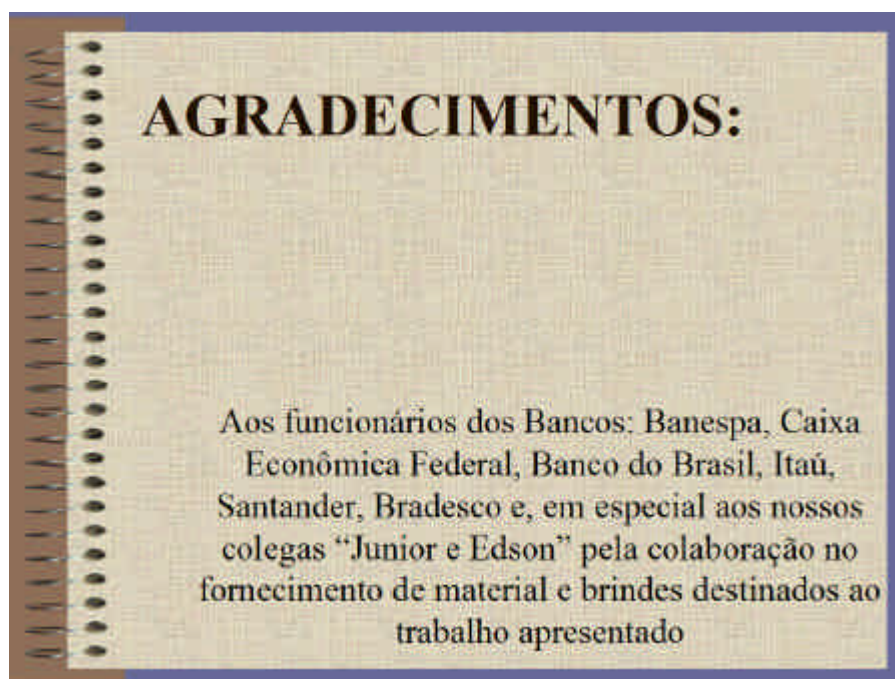 AGRADECIMENTOS:
Aos funcionários dos Bancos: Banespa, Caixa
Econômica Federal, Banco do Brasil, Itaú,
Santander, Bradesco e, em especial aos nossos
colegas “Junior e Edson” pela colaboração no
fornecimento de material e brindes destinados ao
trabalho apresentado